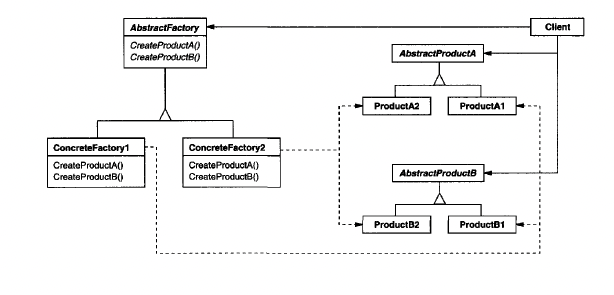 AbstractFactory
CreateProductA()
CreateProductB()
Client
AbstractProductA
ProductA2
ProductA1
ConcreteFactory1
CreateProductA()
CreateProductB()
ConcreteFactory2
CreateProductA()
CreateProductB()
AbstractProductB
ProductB2
ProductB1